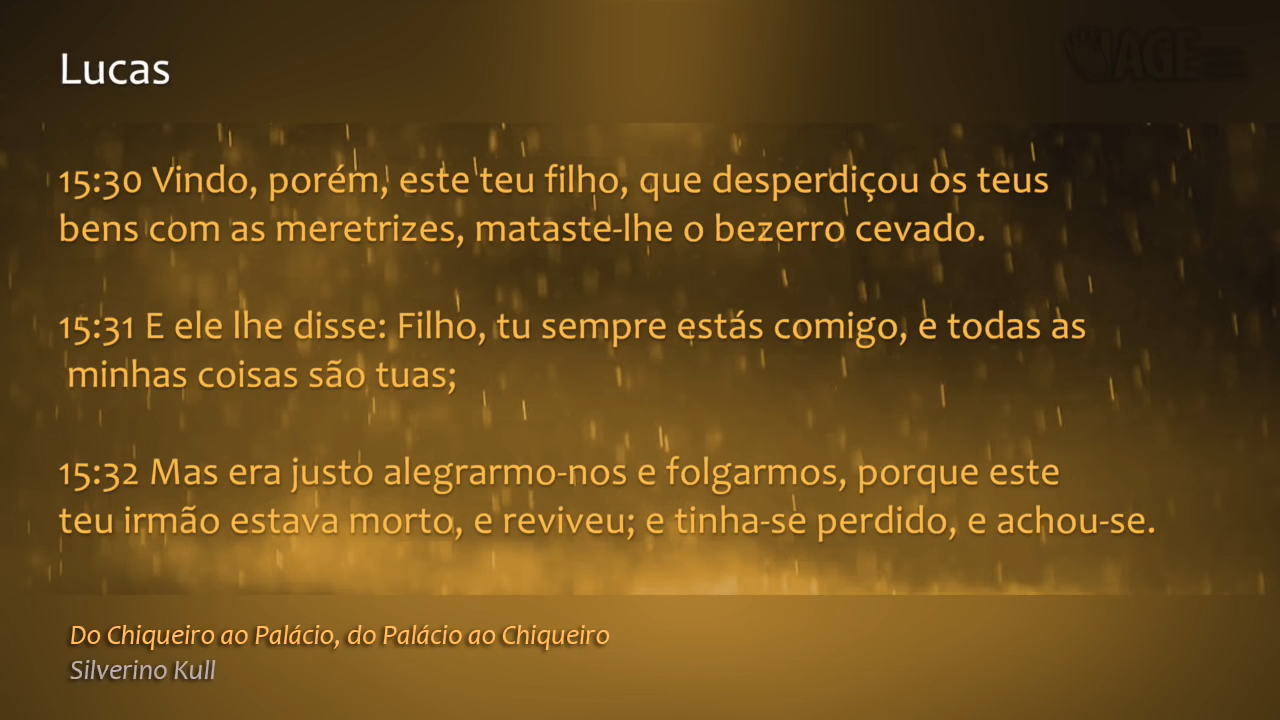 Lucas
15:30 Vindo, porém, este teu filho, que desperdiçou os teus
bens com as meretrizes, mataste-lhe o bezerro cevado.
15:31 E ele lhe disse: Filho, tu sempre estás comigo, e todas as
minhas coisas são tuas;
15:32 Mas era justo alegrarmo-nos e folgarmos, porque este
teu irmão estava morto, e reviveu; e tinha-se perdido, e achou-se.
Do Chiqueiro ao Palácio, do Palácio ao Chiqueiro
Silverino Kull